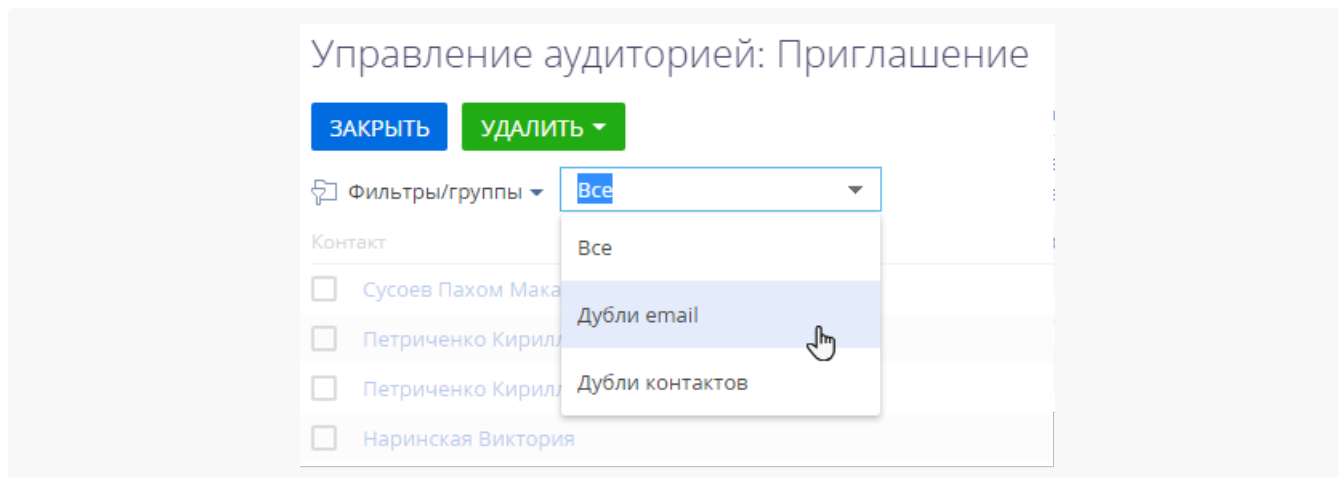 Управление аудиторией: Приглашение
ЗАКРЫТЬ УДАЛИТЬ
Фильтры/группы Все
Контакт
Все
Сусоев Пахом
Дубли email
Петриченко
Петриченко
Дубли контактов
Наринская Виктория